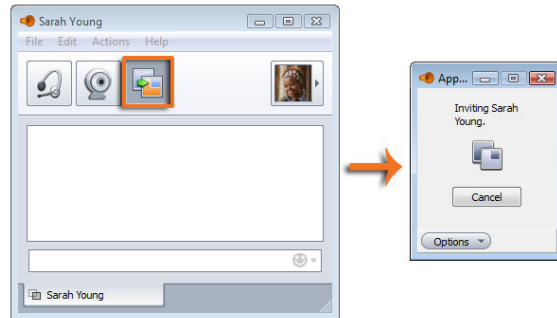 Sarah Young
File Edit Actions Help
Sarah Young
App...
Inviting Sarah
Young.
Cancel
Options